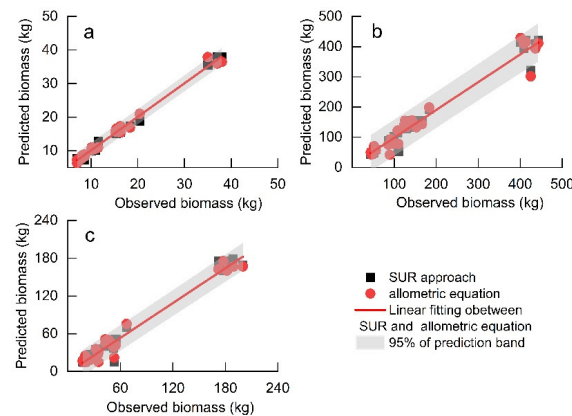 a
50
40
30
20
10
0
10 20 30 40 50
Predicted biomass (kg)
Observed biomass (kg)
b
500
400
300
200
100
0
0 100 200 300 400 500
Predicted biomass (kg)
Observed biomass (kg)
c
240
180
120
60
0
60 120 180 240
Predicted biomass (kg)
Observed biomass (kg)
SUR approach
allometric equation
Linear fitting obetween
SUR and allometric equation
95% of prediction band